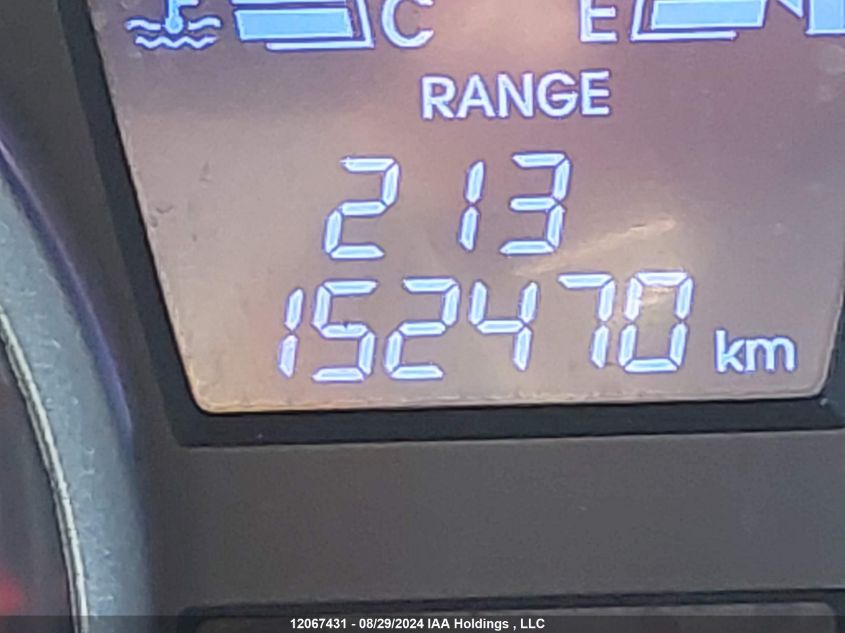 C E
RANGE
213
152470 km
12067431 - 08/29/2024 IAA Holdings , LLC